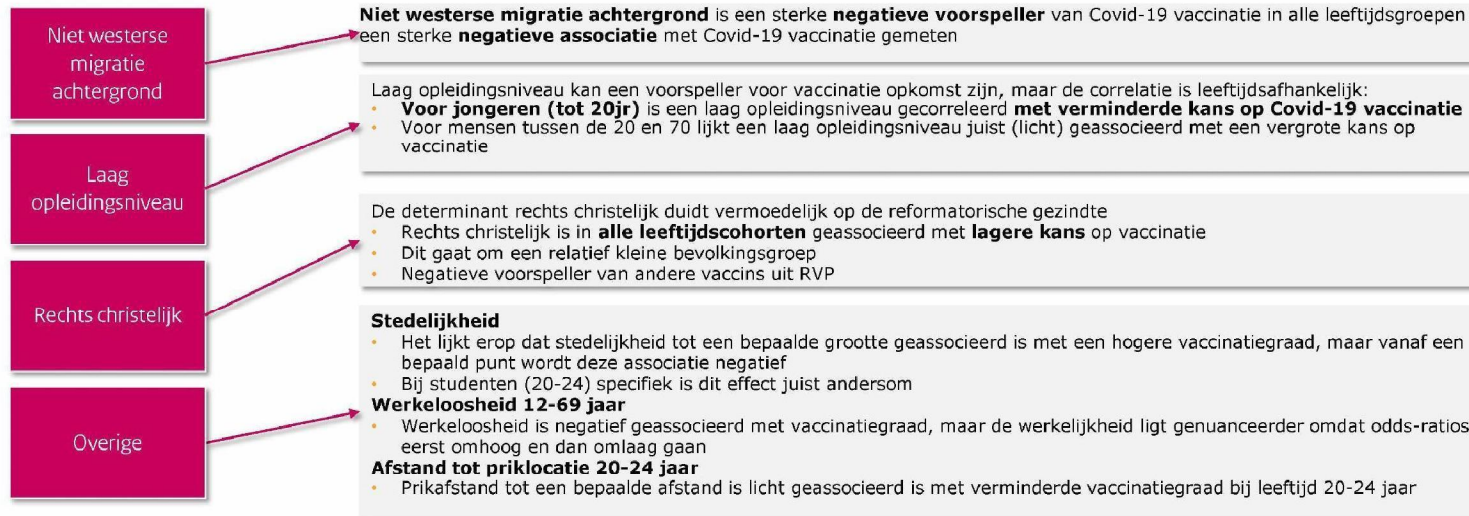 Niet westerse
migratie
achtergrond
Niet westerse migratie achtergrond is een sterke negatieve voorspeller van Covid-19 vaccinatie in alle leeftijdsgroepen
een sterke negatieve associatie met Covid-19 vaccinatie gemeten
Laag
opleidingsniveau
Laag opleidingsniveau kan een voorspeller voor vaccinatie opkomst zijn, maar de correlatie is leeftijdsafhankelijk:
• Voor jongeren (tot 20jr) is een laag opleidingsniveau gecorreleerd met verminderde kans op Covid-19 vaccinatie
• Voor mensen tussen de 20 en 70 lijkt een laag opleidingsniveau juist (licht) geassocieerd met een vergrote kans op
vaccinatie
Rechts christelijk
De determinant rechts christelijk duidt vermoedelijk op de reformatorische gezindte
• Rechts christelijk is in alle leeftijdscohorten geassocieerd met lagere kans op vaccinatie
• Dit gaat om een relatief kleine bevolkingsgroep
• Negatieve voorspeller van andere vaccins uit RVP
Overige
Stedelijkheid
• Het lijkt erop dat stedelijkheid tot een bepaalde grootte geassocieerd is met een hogere vaccinatiegraad, maar vanaf een
bepaald punt wordt deze associatie negatief
• Bij studenten (20-24) specifiek is dit effect juist andersom
Werkeloosheid 12-69 jaar
• Werkeloosheid is negatief geassocieerd met vaccinatiegraad, maar de werkelijkheid ligt genuanceerder omdat odds-ratios
eerst omhoog en dan omlaag gaan
Afstand tot priklocatie 20-24 jaar
• Prikafstand tot een bepaalde afstand is licht geassocieerd is met verminderde vaccinatiegraad bij leeftijd 20-24 jaar